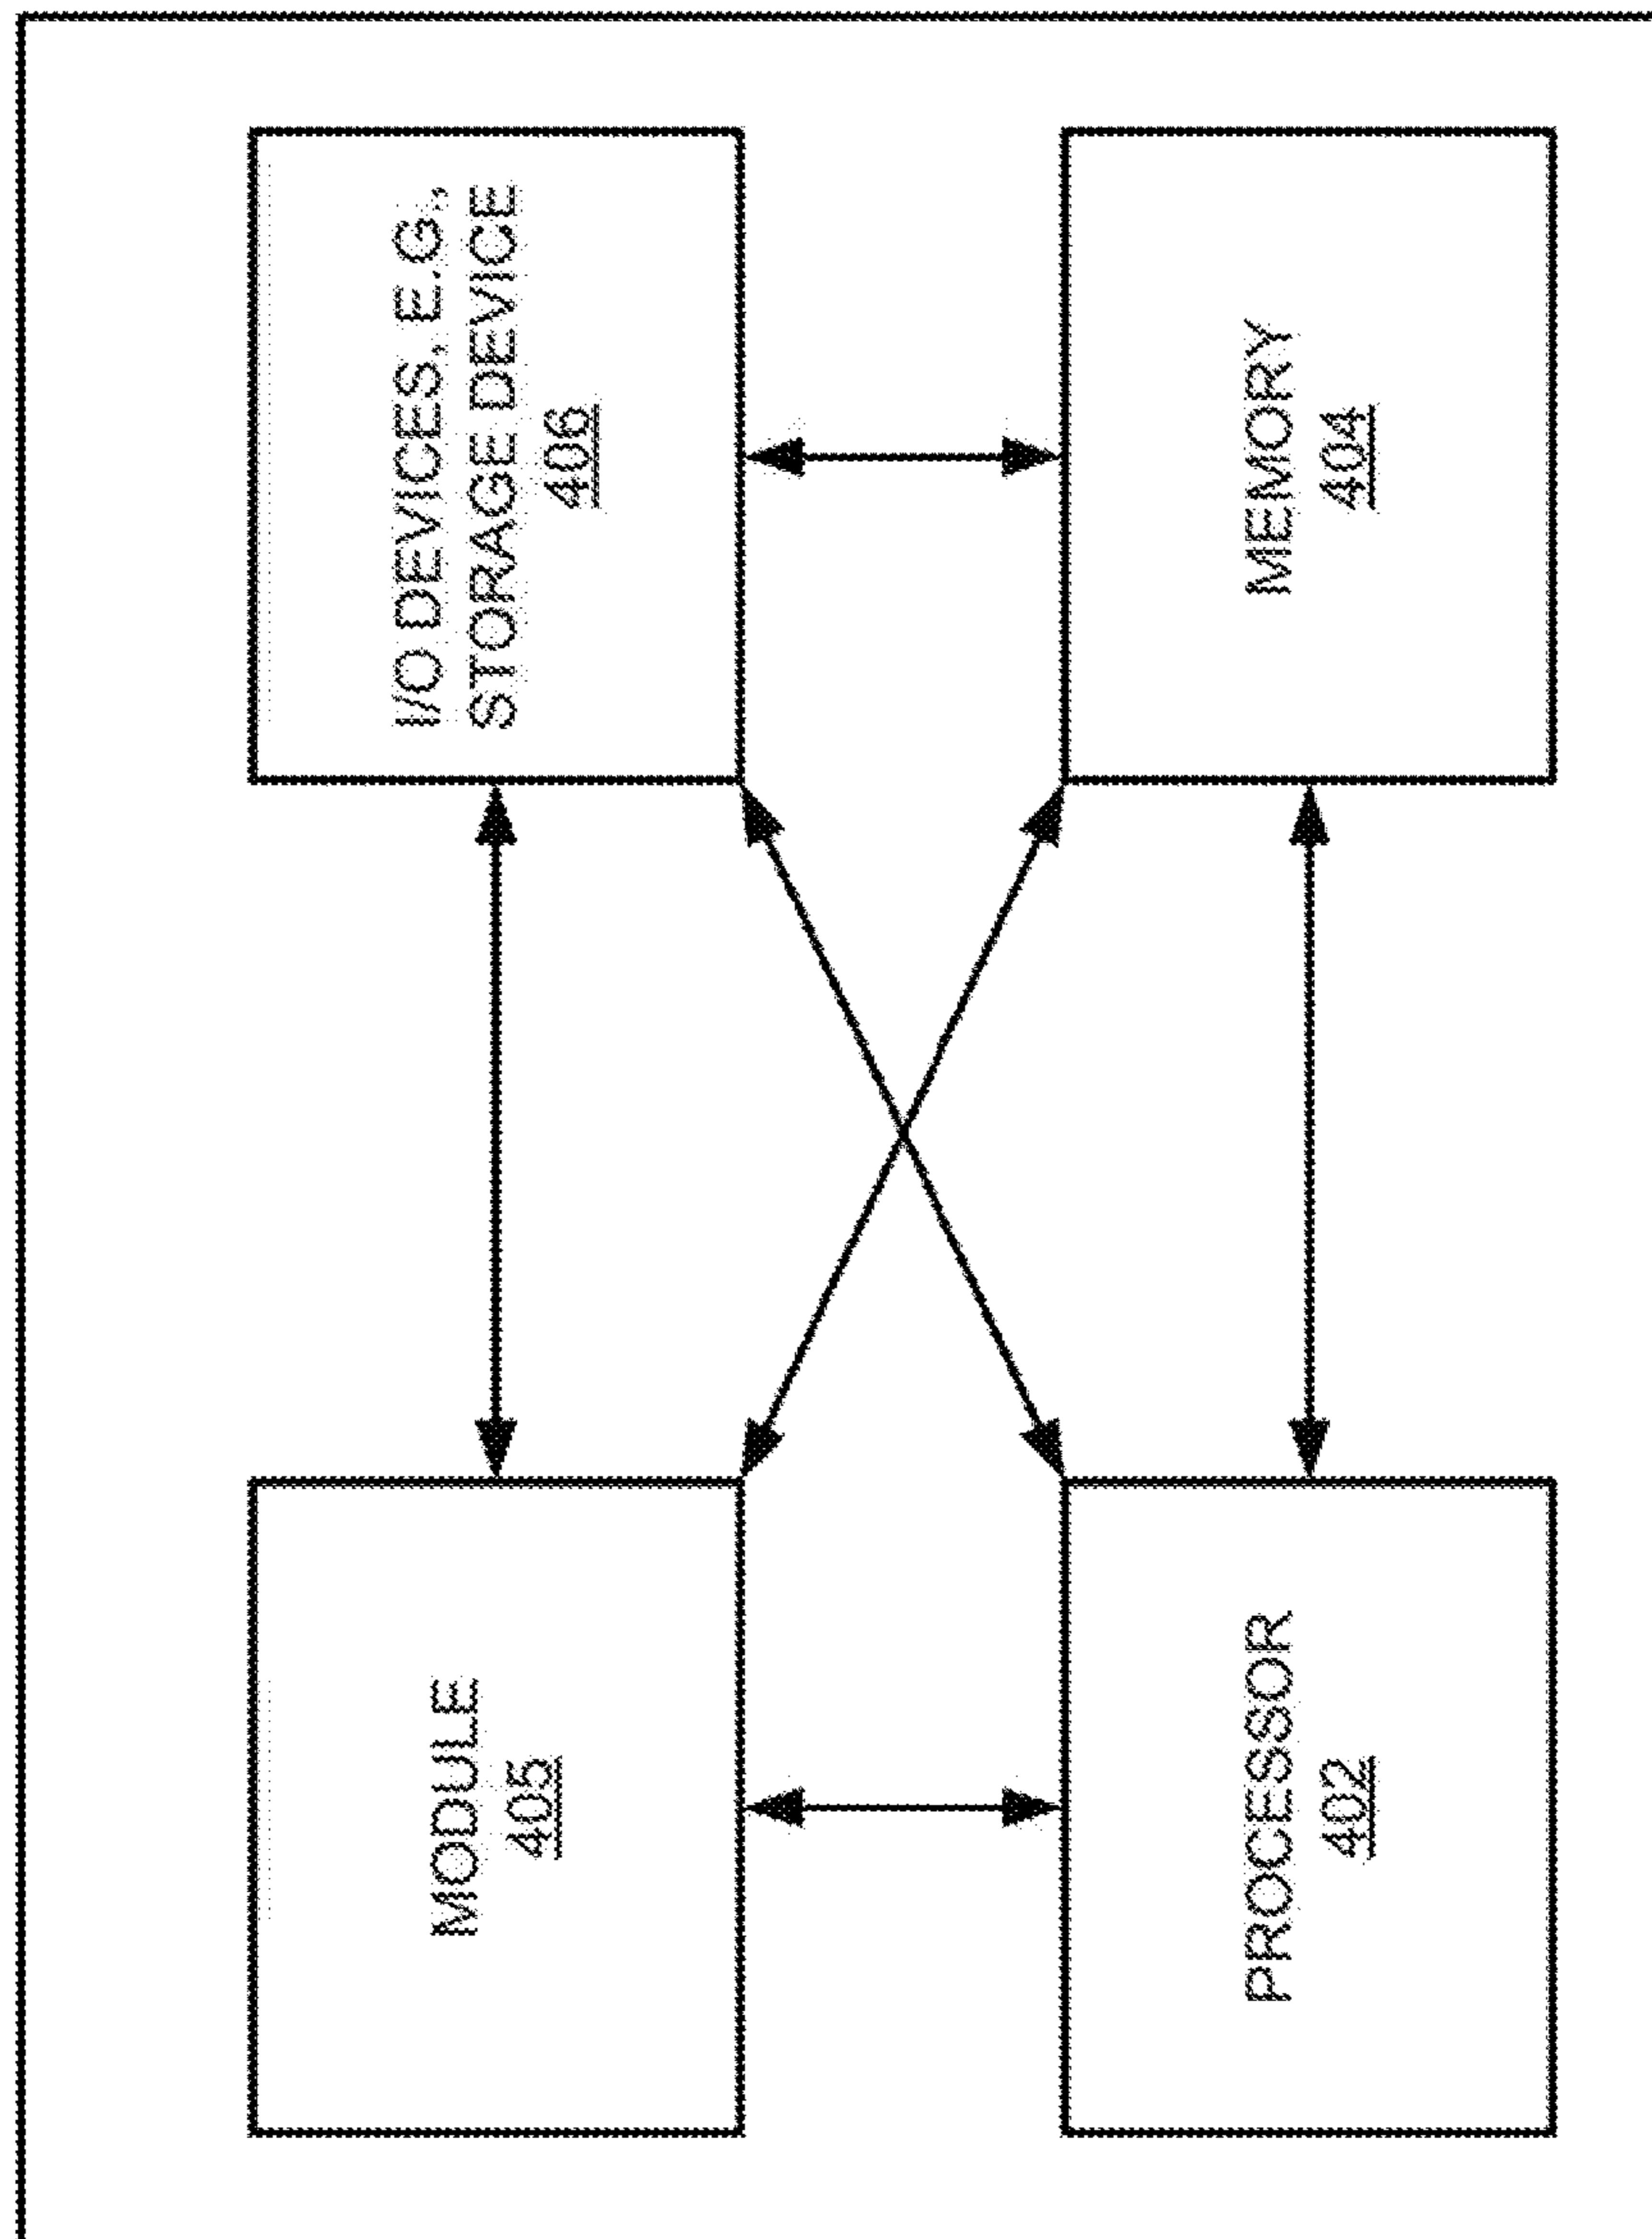 MODULE
405
I/O DEVICES, E.G.,
STORAGE DEVICE
406
PROCESSOR
402
MEMORY
404